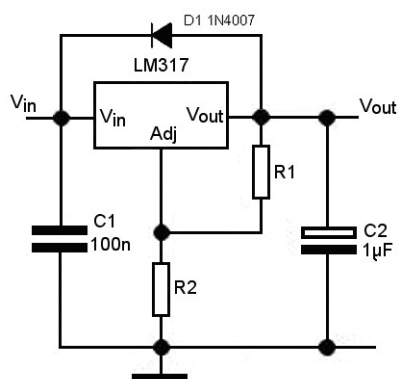 D1 1N4007
LM317
Vin
Vin
Vout
Vout
Adj
R1
C1
100n
C2
1µF
R2